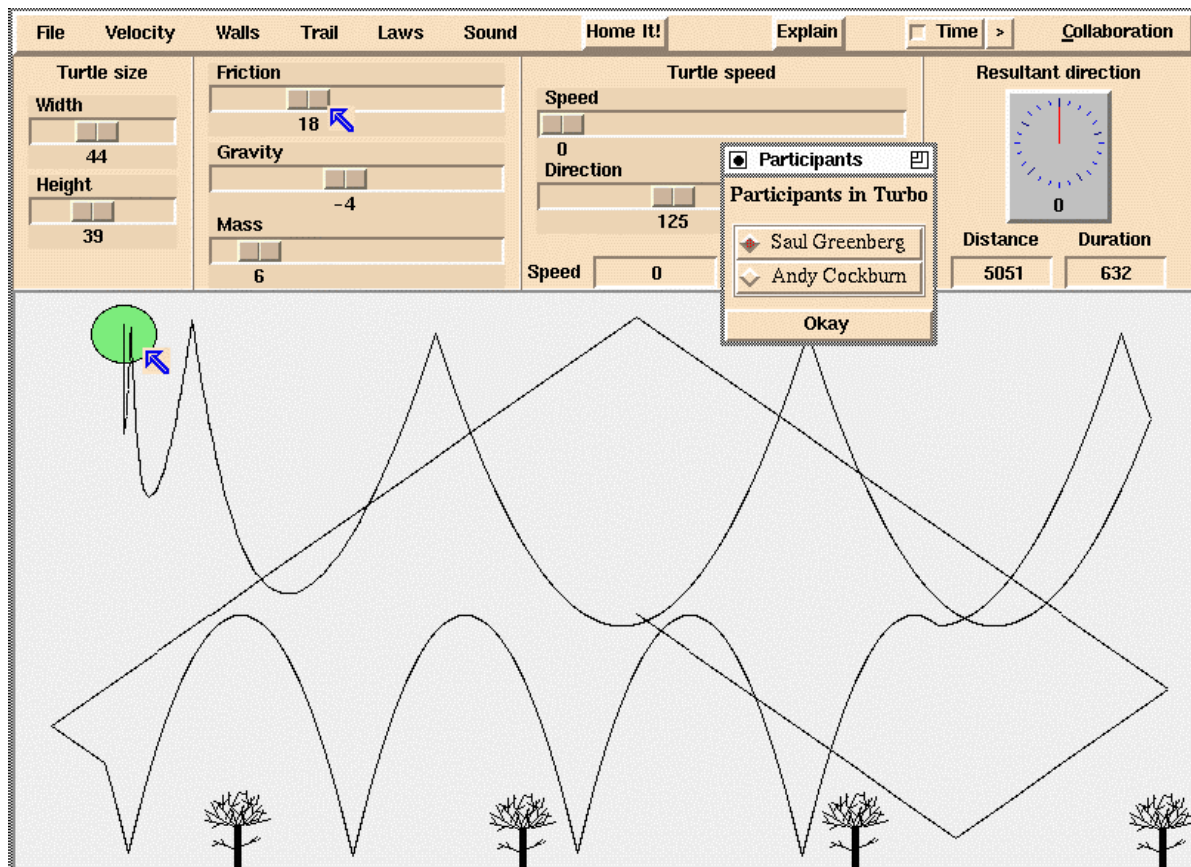 File Velocity Walls Trail Laws Sound Home It! Explain Time > Collaboration
Turtle size
Width
44
Height
39
Friction
18
Gravity
-4
Mass
6
Turtle speed
Speed
0
Direction
125
Speed 0
Participants
Participants in Turbo
Saul Greenberg
Andy Cockburn
Okay
Resultant direction
0
Distance Duration
5051 632